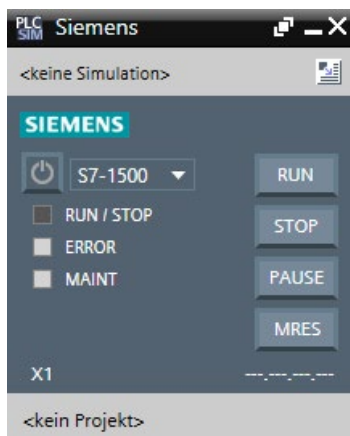 PLC SIM Siemens
<keine Simulation>
SIEMENS
S7-1500
RUN
RUN / STOP
STOP
ERROR
MAINT
PAUSE
MRES
X1
---.---.---.---
<kein Projekt>